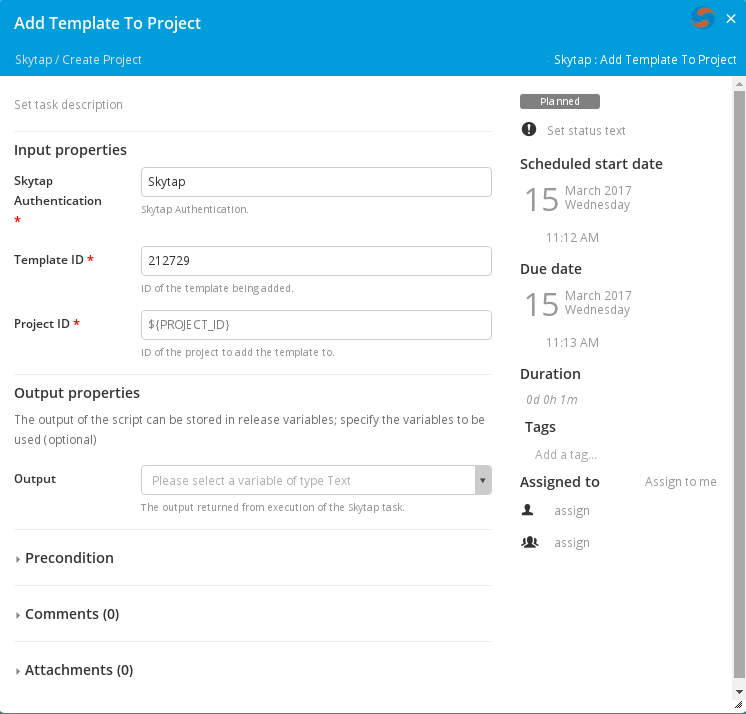 Add Template To Project
Skytap / Create Project
Skytap : Add Template To Project
Set task description
Input properties
Skytap
Authentication
*
Skytap
Skytap Authentication.
Template ID *
212729
ID of the template being added.
Project ID *
${PROJECT_ID}
ID of the project to add the template to.
Output properties
The output of the script can be stored in release variables; specify the variables to be
used (optional)
Output
Please select a variable of type Text
The output returned from execution of the Skytap task.
Precondition
Comments (0)
Attachments (0)
Planned
Set status text
Scheduled start date
15
March 2017
Wednesday
11:12 AM
Due date
15
March 2017
Wednesday
11:13 AM
Duration
0d 0h 1m
Tags
Add a tag...
Assigned to
Assign to me
assign
assign